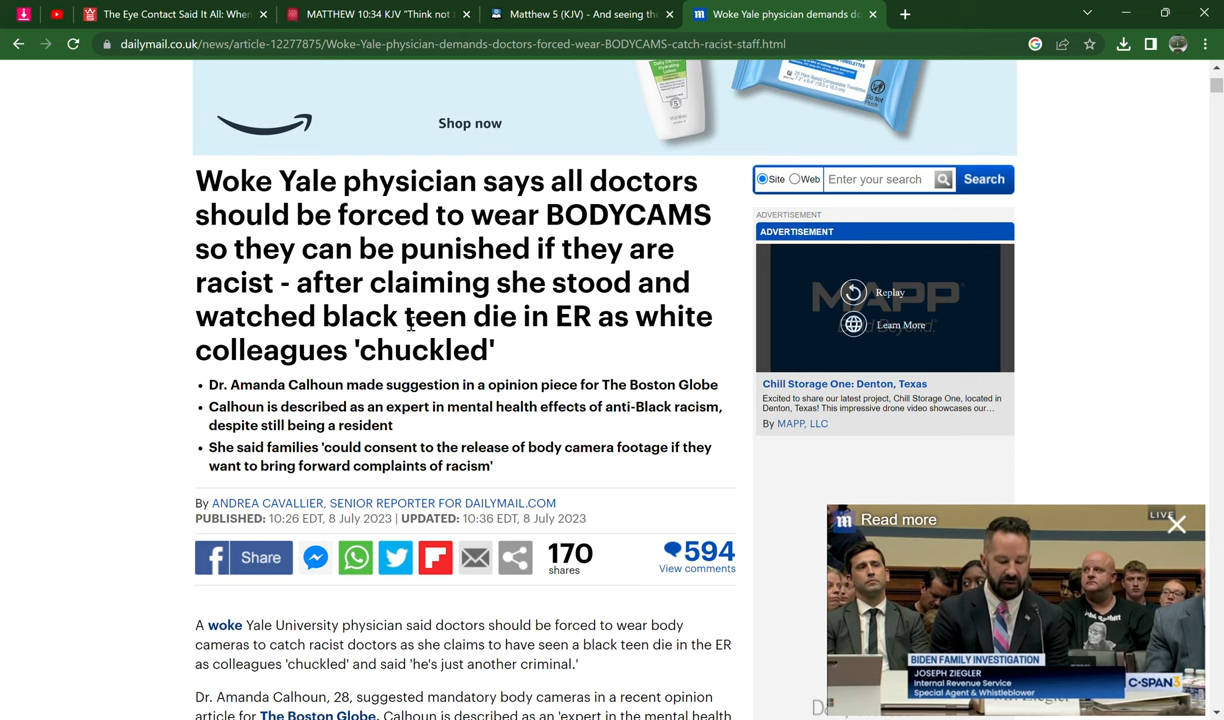 The Eye Contact Said It All: When
MATTHEW 10:34 KJV "Think not
Matthew 5 (KJV) - And seeing the
Woke Yale physician demands do
dailymail.co.uk/news/article-12277875/Woke-Yale-physician-demands-doctors-forced-wear-BODYCAMS-catch-racist-staff.html
Shop now
Daily
Hydrating
Lotion
Do Not
Flush
Woke Yale physician says all doctors
should be forced to wear BODYCAMS
so they can be punished if they are
racist - after claiming she stood and
watched black teen die in ER as white
colleagues 'chuckled'
• Dr. Amanda Calhoun made suggestion in a opinion piece for The Boston Globe
• Calhoun is described as an expert in mental health effects of anti-Black racism,
despite still being a resident
• She said families 'could consent to the release of body camera footage if they
want to bring forward complaints of racism'
By ANDREA CAVALLIER, SENIOR REPORTER FOR DAILYMAIL.COM
PUBLISHED: 10:26 EDT, 8 July 2023 | UPDATED: 10:36 EDT, 8 July 2023
Share
170
shares
594
View comments
A woke Yale University physician said doctors should be forced to wear body
cameras to catch racist doctors as she claims to have seen a black teen die in the ER
as colleagues 'chuckled' and said 'he's just another criminal.'
Dr. Amanda Calhoun, 28, suggested mandatory body cameras in a recent opinion
article for The Boston Globe. Calhoun is described as an 'expert in the mental health
Site Web Enter your search Search
ADVERTISEMENT
ADVERTISEMENT
MAPP
Beyond.
Replay
Learn More
Chill Storage One: Denton, Texas
Excited to share our latest project, Chill Storage One, located in
Denton, Texas! This impressive drone video showcases our...
By MAPP, LLC
Read more
LIVE
BIDEN FAMILY INVESTIGATION
JOSEPH ZIEGLER
Internal Revenue Service
Special Agent & Whistleblower
C-SPAN3